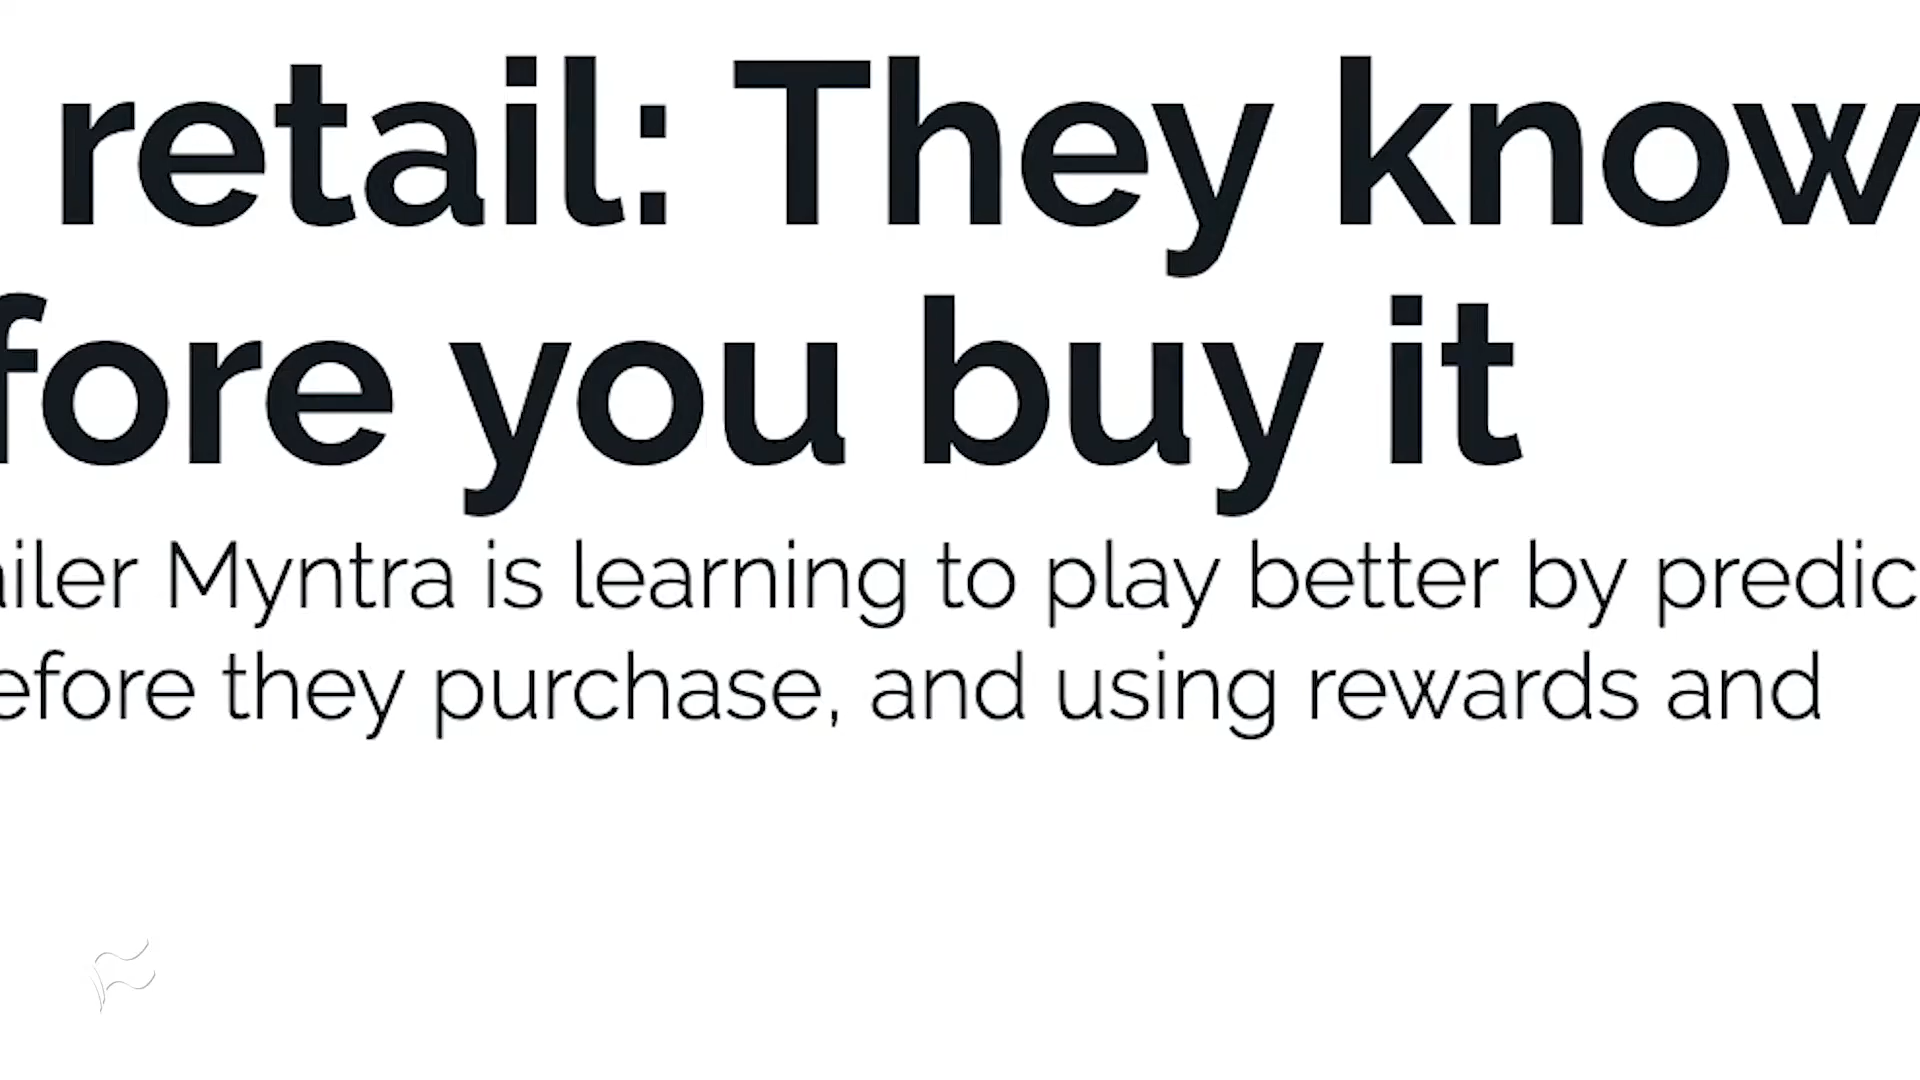 retail: They know
fore you buy it
ailer Myntra is learning to play better by predic
efore they purchase, and using rewards and